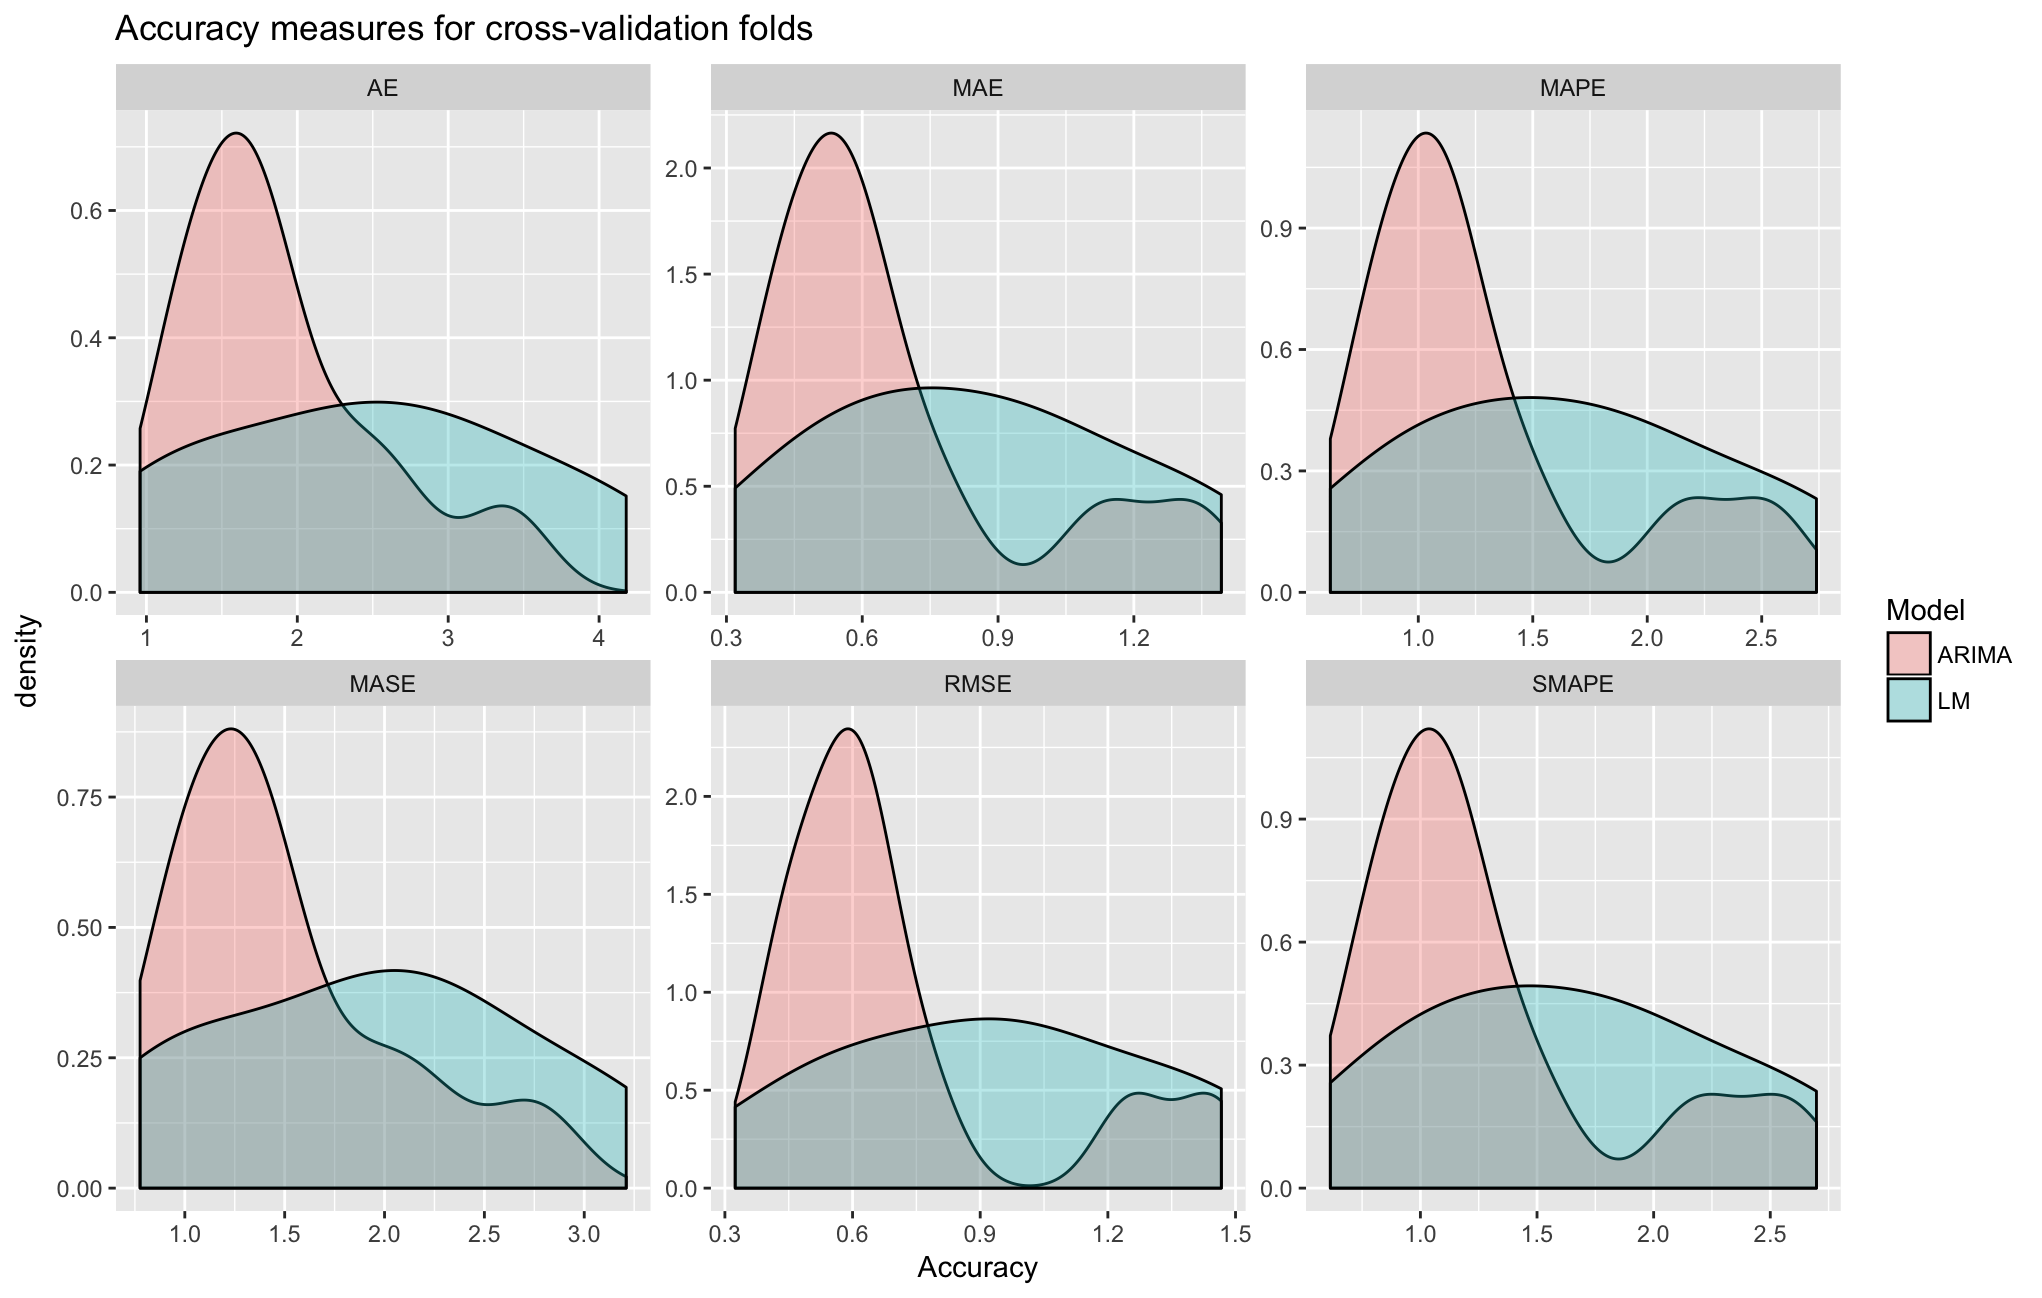 Accuracy measures for cross-validation folds
AE
MAE
MAPE
0.6
0.4
0.2
0.0
2.0
1.5
1.0
0.5
0.0
0.9
0.6
0.3
0.0
1 2 3 4
0.3 0.6 0.9 1.2
1.0 1.5 2.0 2.5
MASE
RMSE
SMAPE
0.75
0.50
0.25
0.00
2.0
1.5
1.0
0.5
0.0
0.9
0.6
0.3
0.0
1.0 1.5 2.0 2.5 3.0
0.3 0.6 0.9 1.2 1.5
1.0 1.5 2.0 2.5
density
Accuracy
Model
ARIMA
LM